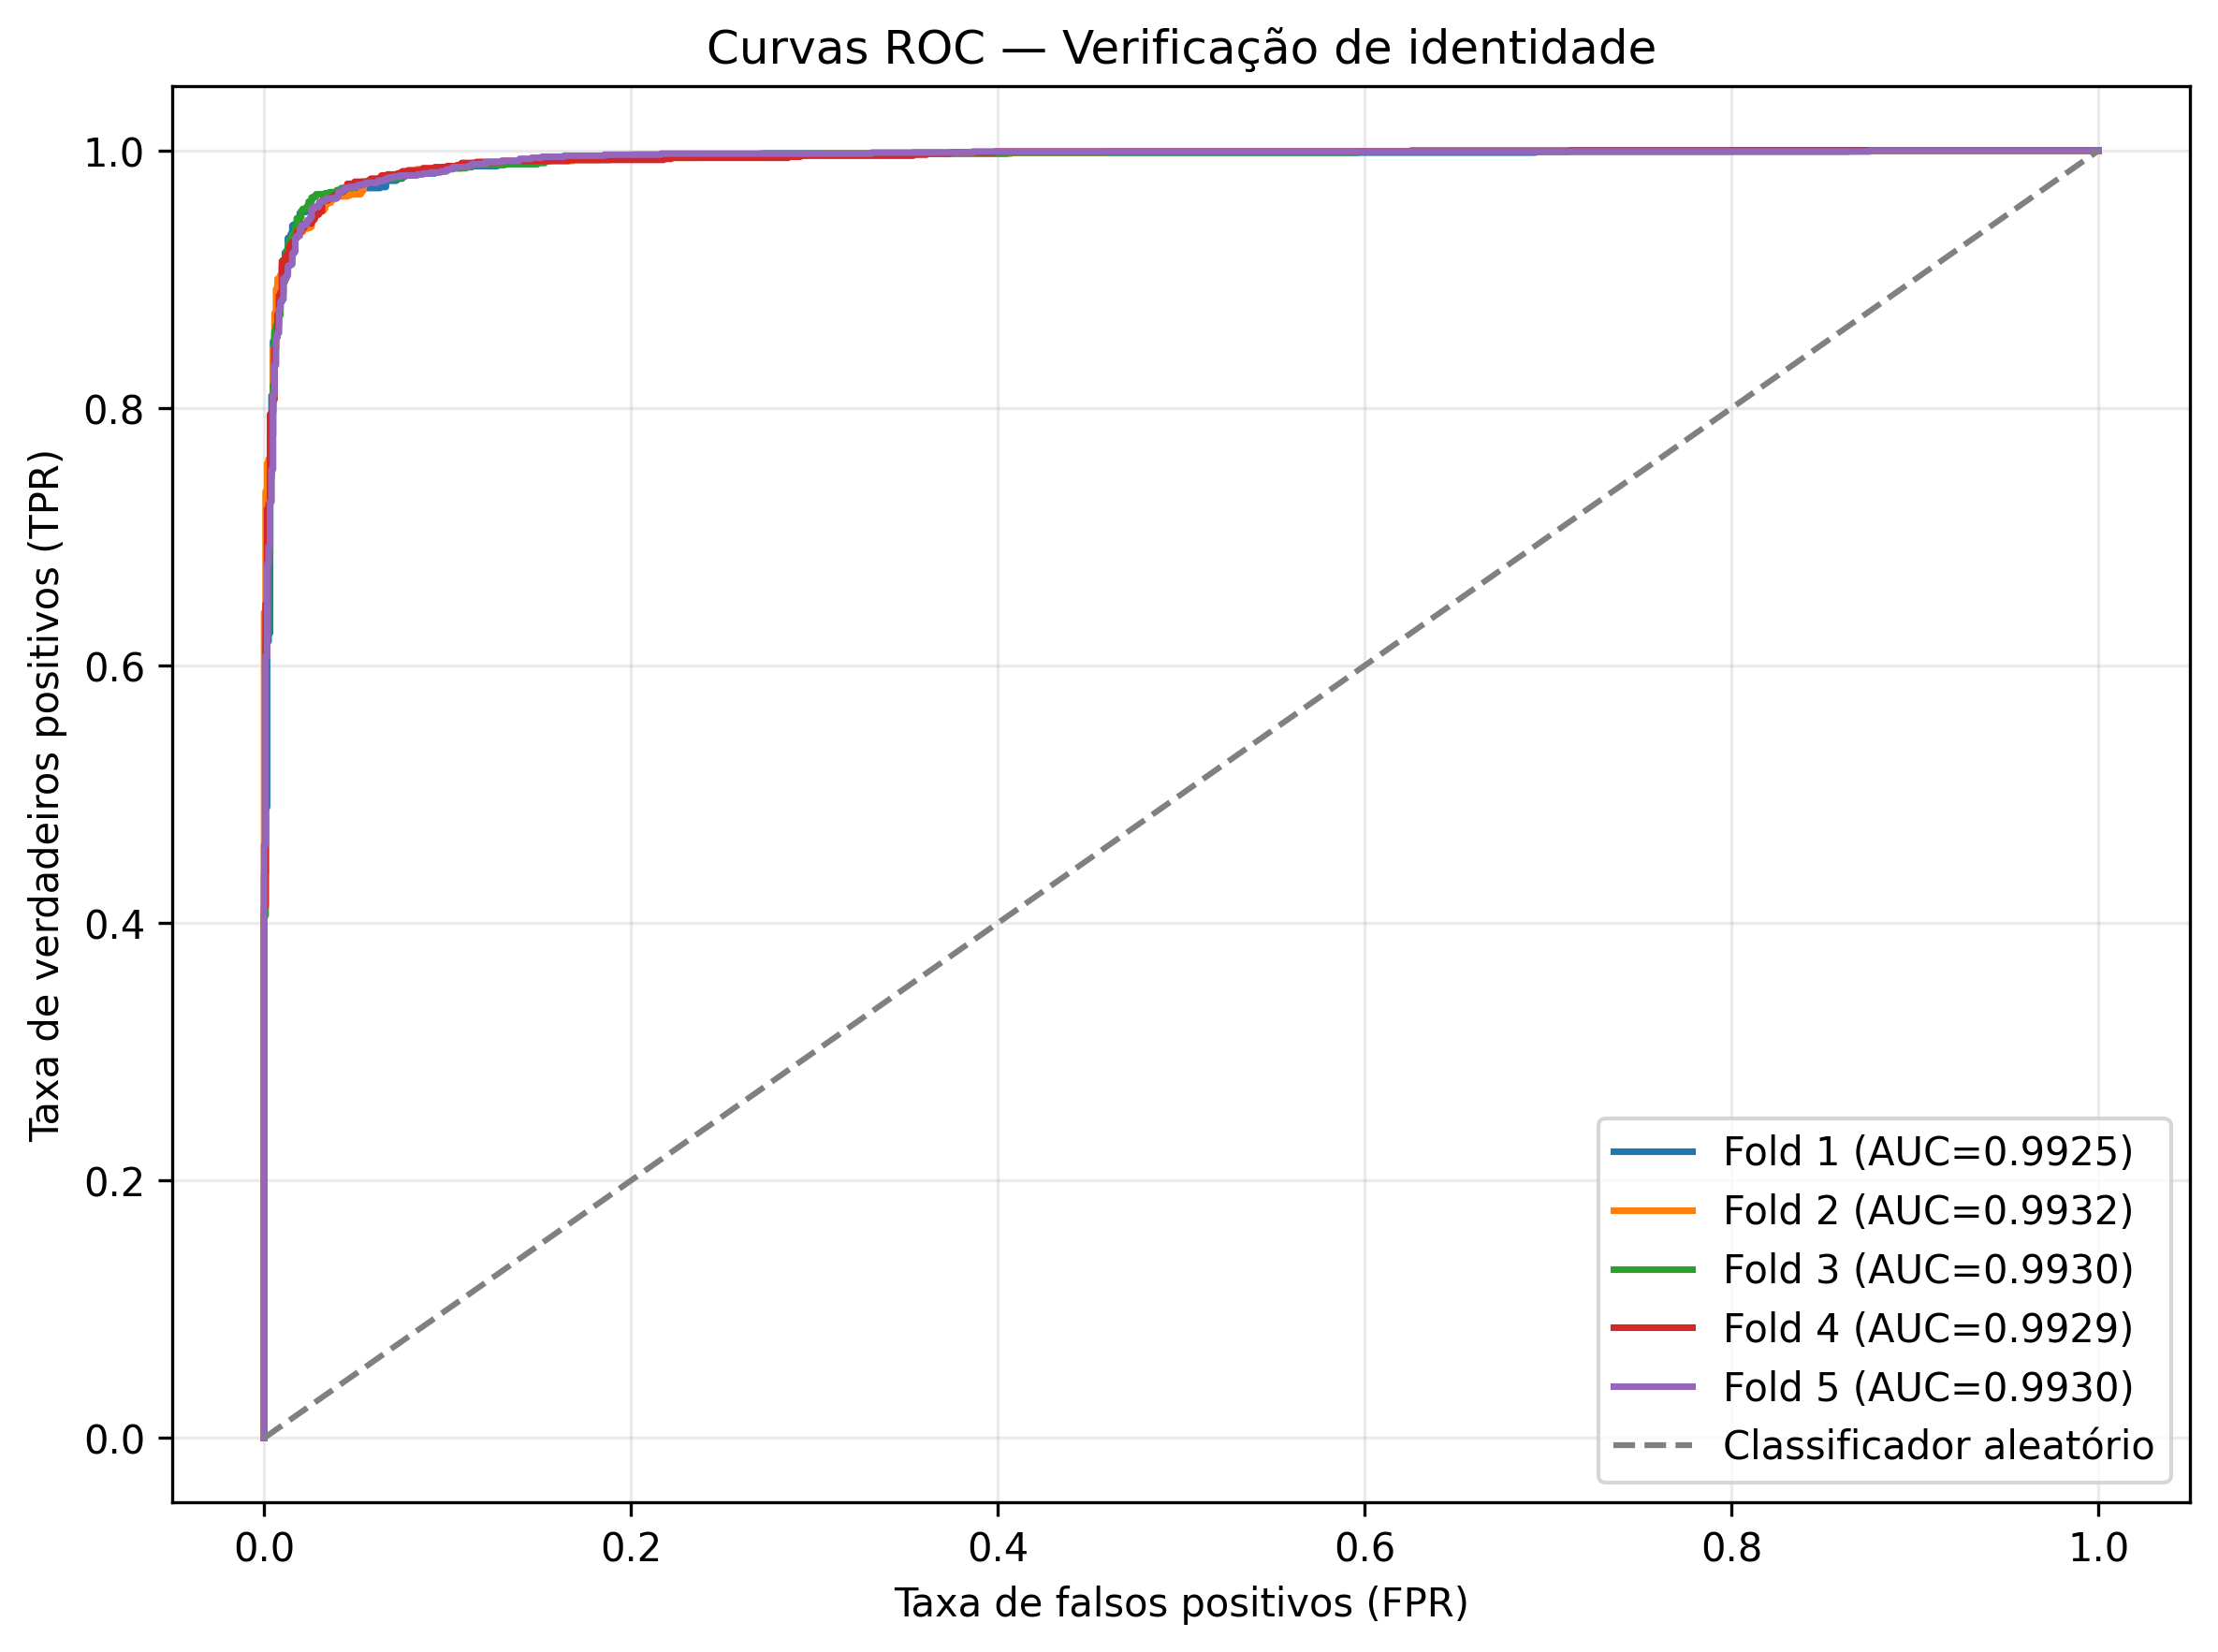 Curvas ROC — Verificação de identidade
Taxa de verdadeiros positivos (TPR)
1.0
0.8
0.6
0.4
0.2
0.0
Fold 1 (AUC=0.9925)
Fold 2 (AUC=0.9932)
Fold 3 (AUC=0.9930)
Fold 4 (AUC=0.9929)
Fold 5 (AUC=0.9930)
Classificador aleatório
0.0 0.2 0.4 0.6 0.8 1.0
Taxa de falsos positivos (FPR)